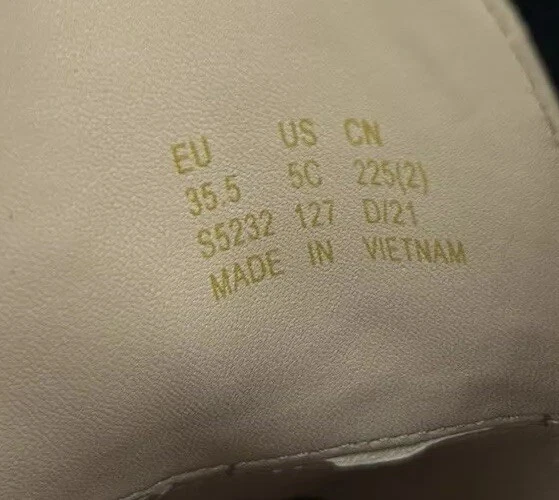 EU US CN
35.5 5C 225(2)
S5232 127 D/21
MADE IN VIETNAM